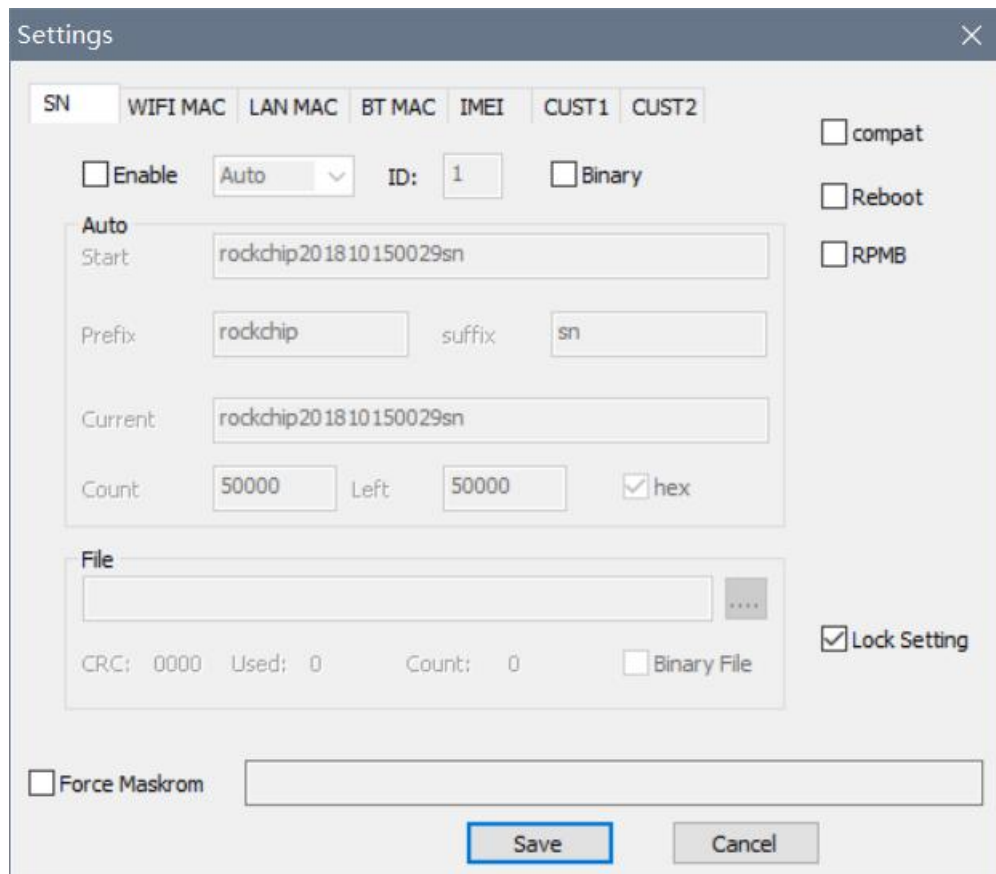 Settings
SN WIFI MAC LAN MAC BT MAC IMEI CUST1 CUST2
compat
Enable Auto ID: 1 Binary
Reboot
Auto
Start rockchip201810150029sn
RPMB
Prefix rockchip suffix sn
Current rockchip201810150029sn
Count 50000 Left 50000 hex
File
....
Lock Setting
CRC: 0000 Used: 0 Count: 0 Binary File
Force Maskrom
Save Cancel